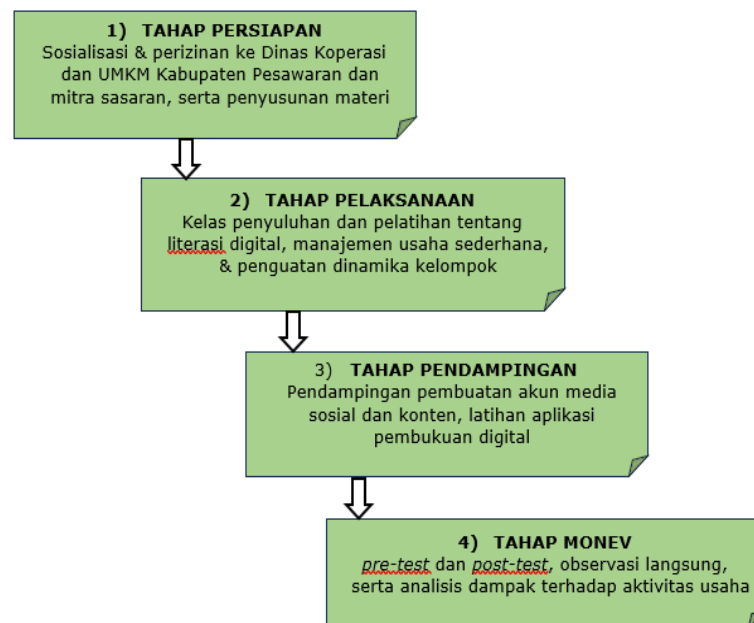 1) TAHAP PERSIAPAN
Sosialisasi & perizinan ke Dinas Koperasi
dan UMKM Kabupaten Pesawaran dan
mitra sasaran, serta penyusunan materi
2) TAHAP PELAKSANAAN
Kelas penyuluhan dan pelatihan tentang
literasi digital, manajemen usaha sederhana,
& penguatan dinamika kelompok
3) TAHAP PENDAMPINGAN
Pendampingan pembuatan akun media
sosial dan konten, latihan aplikasi
pembukuan digital
4) TAHAP MONEV
pre-test dan post-test, observasi langsung,
serta analisis dampak terhadap aktivitas usaha